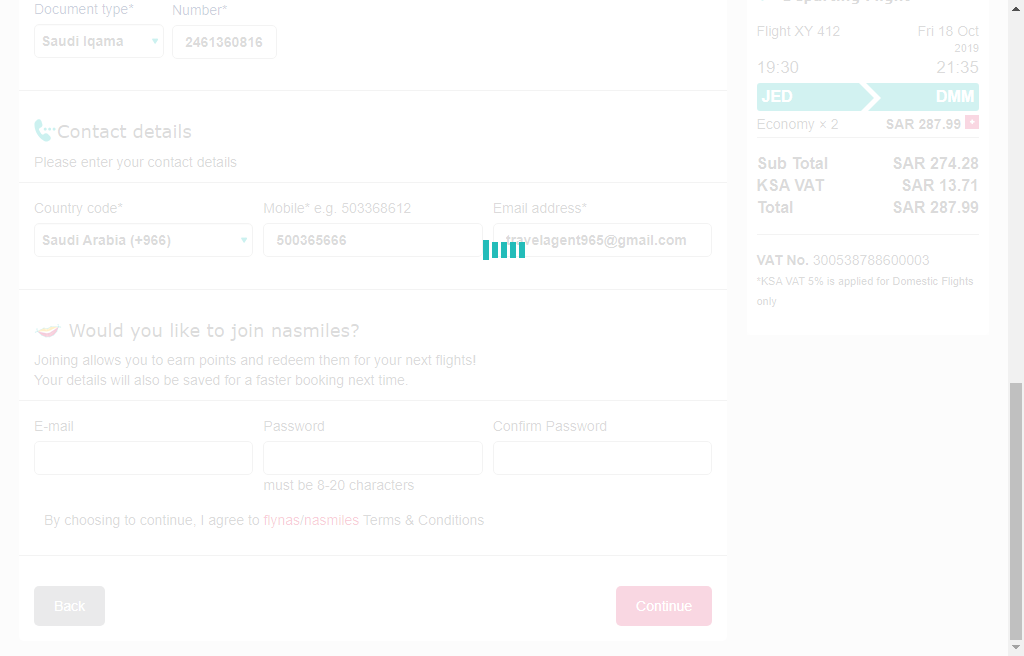 Document type* Number*
Saudi Iqama 2461360816
Contact details
Please enter your contact details
Country code* Mobile* e.g. 503368612 Email address*
Saudi Arabia (+966) 500365666 travelagent965@gmail.com
Would you like to join nasmiles?
Joining allows you to earn points and redeem them for your next flights!
Your details will also be saved for a faster booking next time.
E-mail Password Confirm Password
must be 8-20 characters
By choosing to continue, I agree to flynas/nasmiles Terms & Conditions
Back Continue
Departing Flight
Flight XY 412 Fri 18 Oct
2019
19:30 21:35
JED DMM
Economy × 2 SAR 287.99 +
Sub Total SAR 274.28
KSA VAT SAR 13.71
Total SAR 287.99
VAT No. 300538788600003
*KSA VAT 5% is applied for Domestic Flights
only